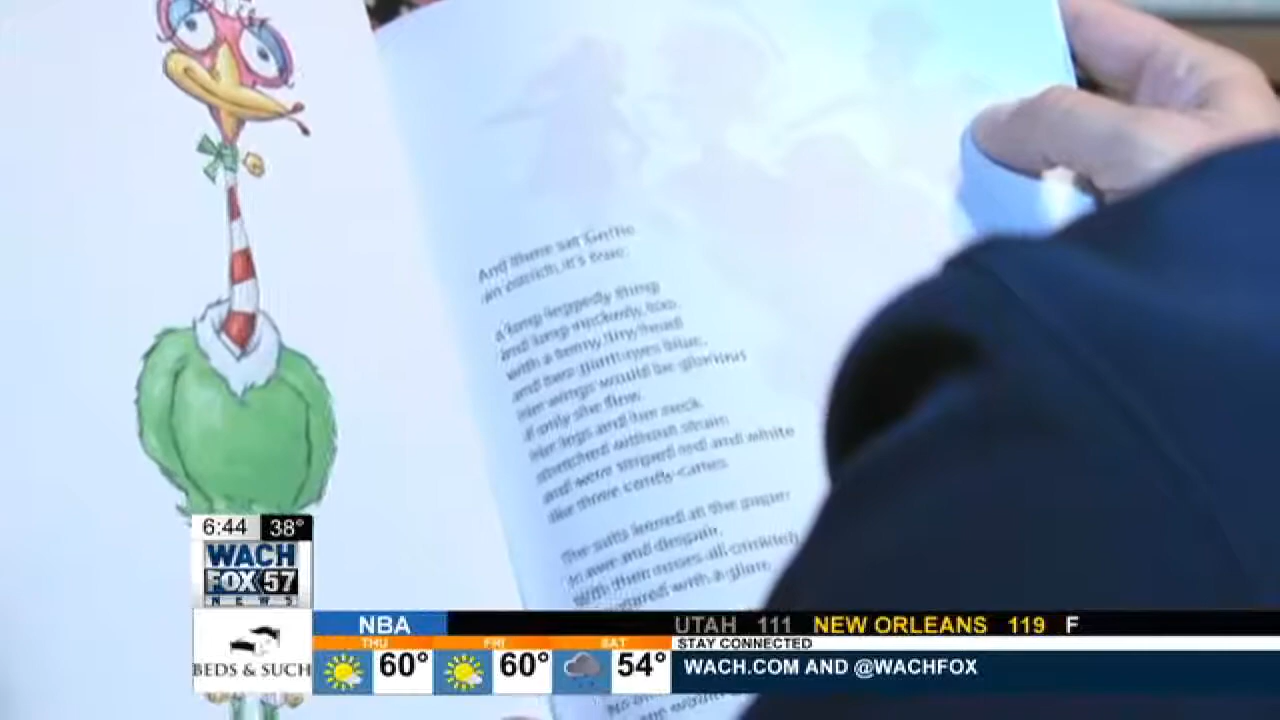 And there sat Gertie
an ostrich, it's true.
A long leggedy thing
and long neckedy, too,
with a teeny tiny head
and two giant eyes blue.
Her wings would be glorious
if only she flew.
Her legs and her neck
stretched without strain
and were striped red and white
like three candy-canes.
The suits leaned at the paper
in awe and despair,
with their noses all crinkled
with a glare.
6:44 38°
WACH
FOX 57
NEWS
BEDS & SUCH
NBA UTAH 111 NEW ORLEANS 119 F
THU FRI SAT
60° 60° 54°
STAY CONNECTED
WACH.COM AND @WACHFOX